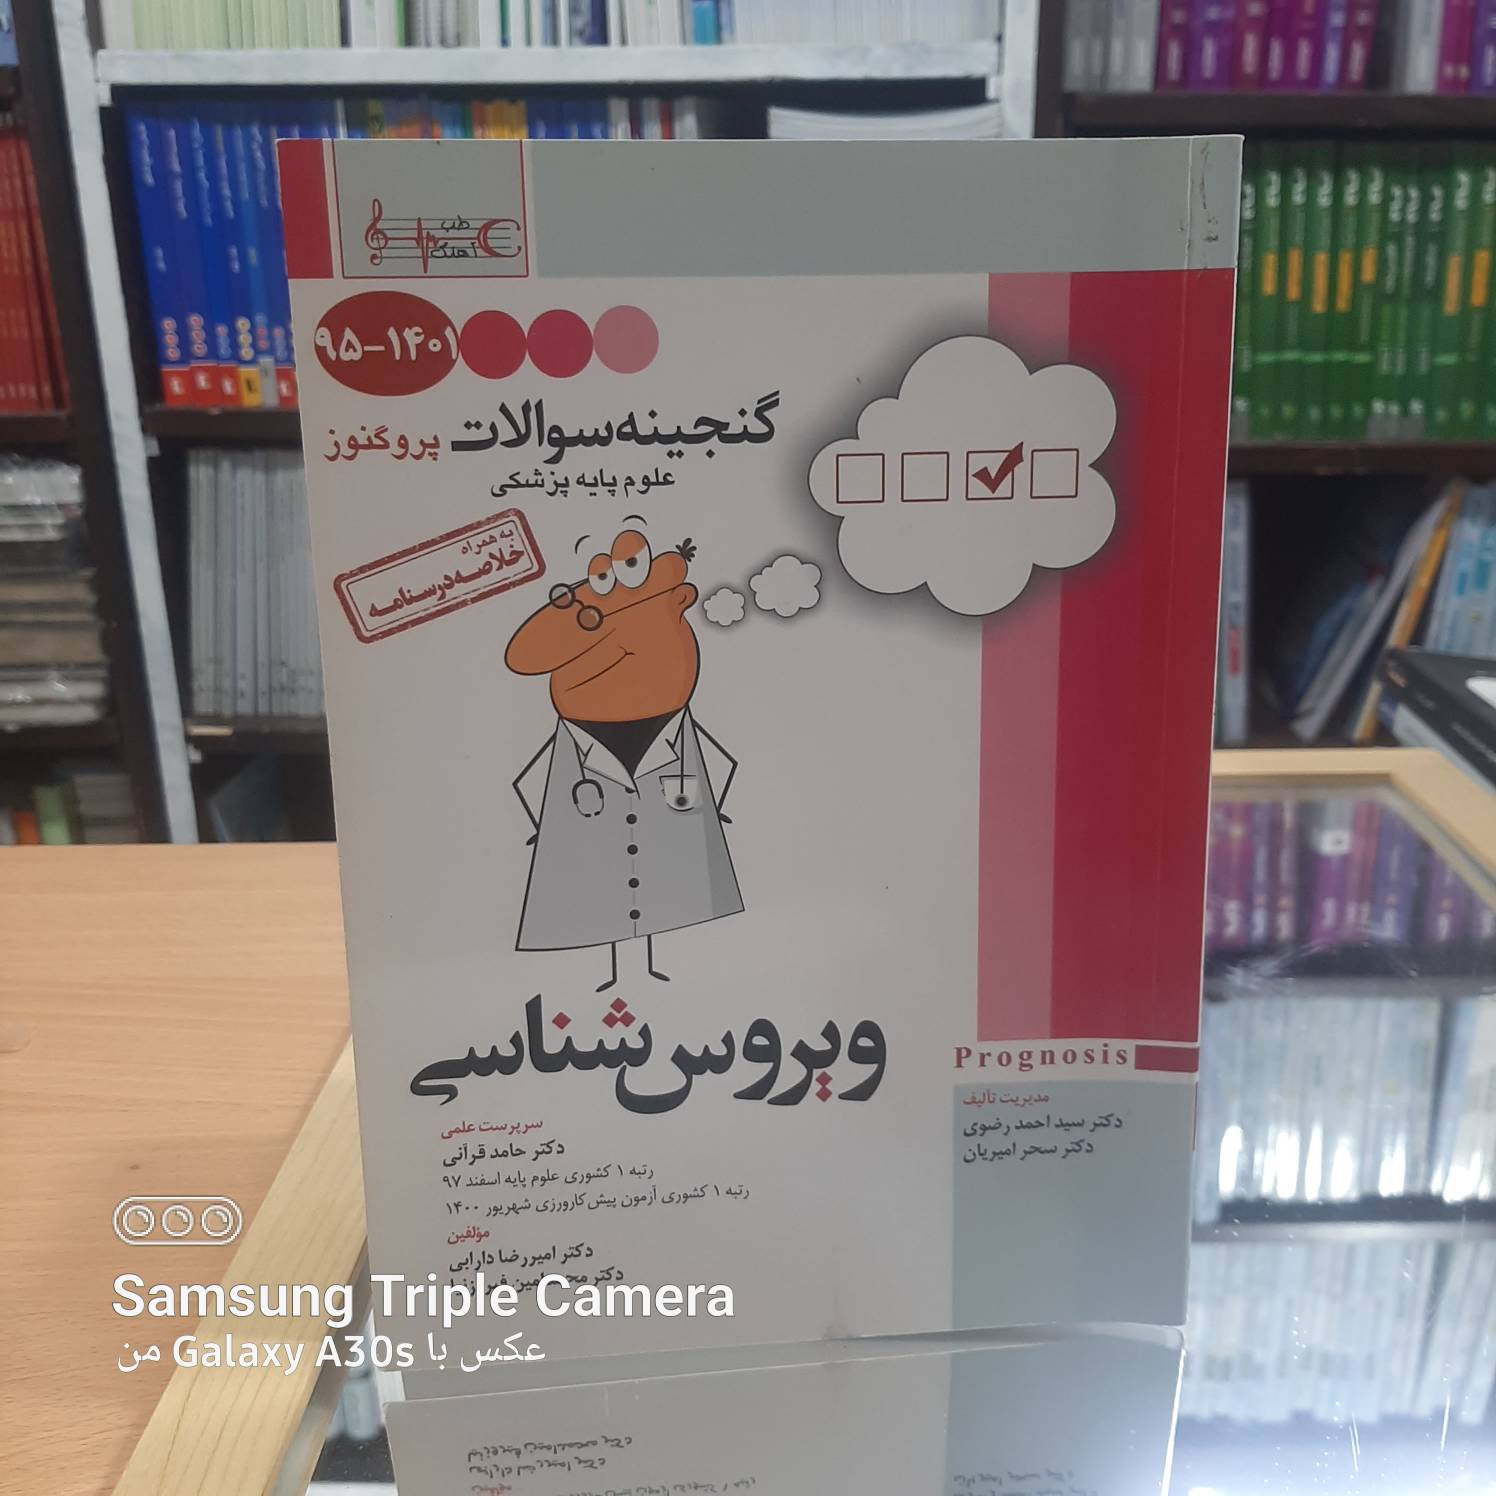 طب
آهنگ
۹۵-۱۴۰۱
گنجینه سوالات پروگنوز
علوم پایه پزشکی
به همراه
خلاصه درسنامه
ویروس شناسی
Prognosis
مدیریت تألیف
دکتر سید احمد رضوی
دکتر سحر امیریان
سرپرست علمی
دکتر حامد قرآنی
رتبه ۱ کشوری علوم پایه اسفند ۹۷
رتبه ۱ کشوری آزمون پیش کارورزی شهریور ۱۴۰۰
مؤلفین
دکتر امیررضا دارابی
دکتر
Samsung Triple Camera
عکس با Galaxy A30s من